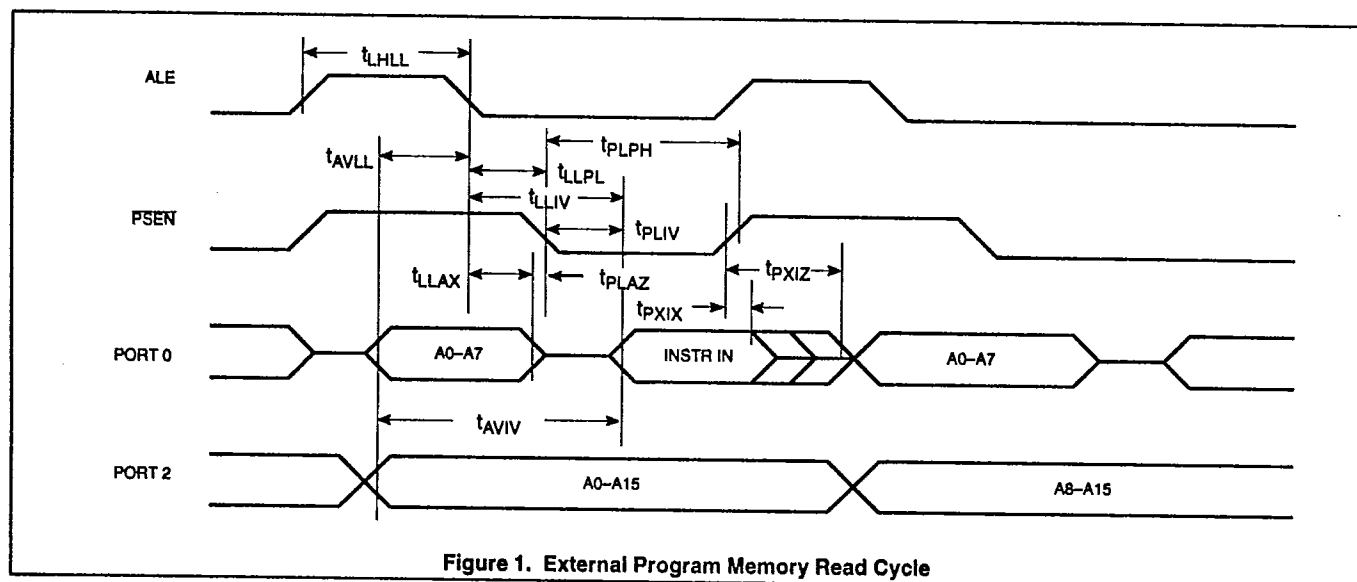 tLHLL
ALE
tAVLL
tPLPH
tLLPL
tLLIV
PSEN
tPLIV
tLLAX
tPLAZ
tPXIZ
tPXIX
PORT 0
A0–A7
INSTR IN
A0–A7
tAVIV
PORT 2
A0–A15
A8–A15
Figure 1. External Program Memory Read Cycle